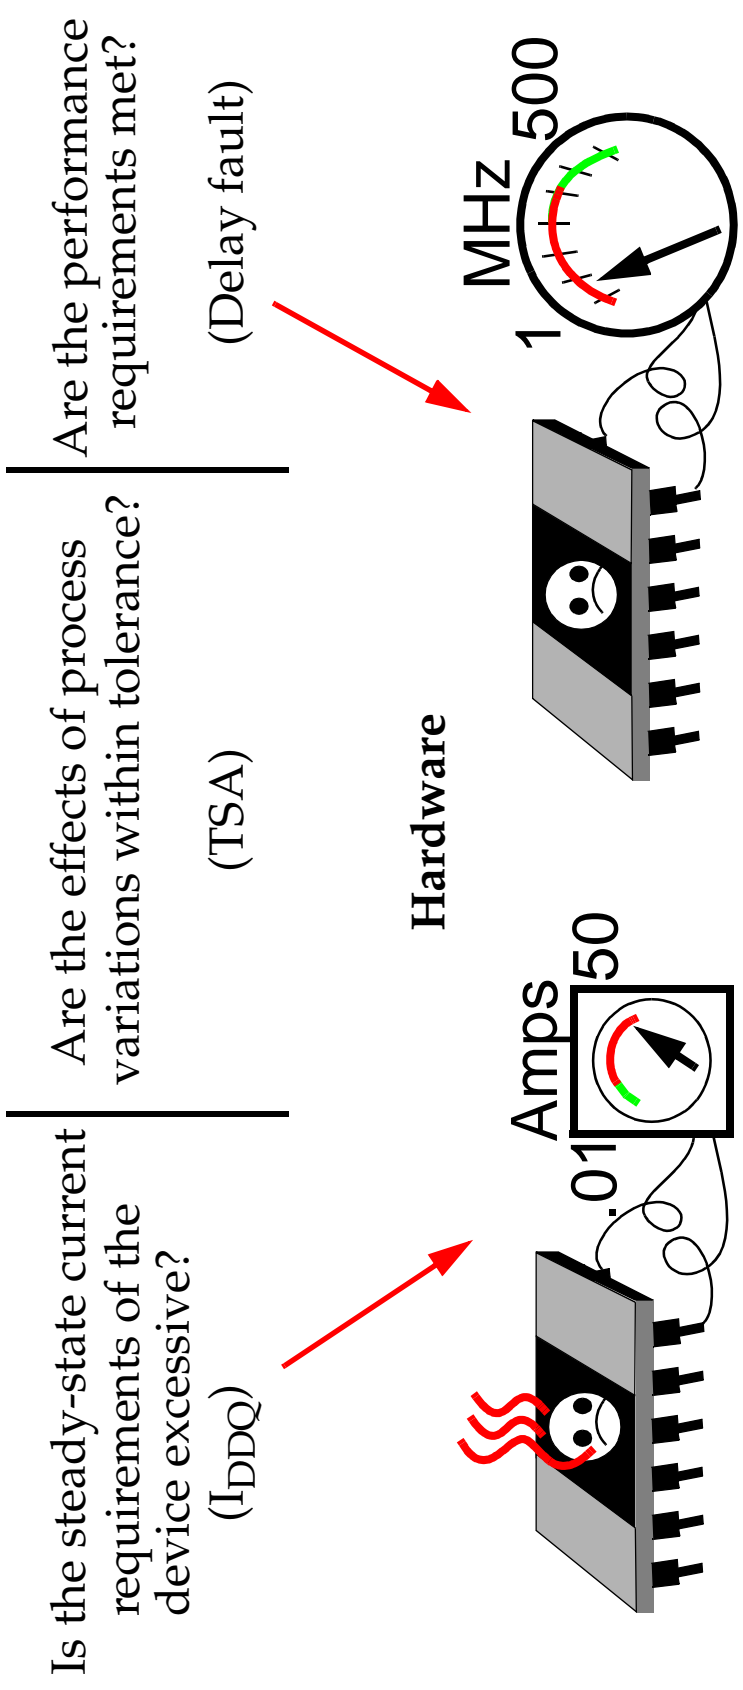 Is the steady-state current
requirements of the
device excessive?
(IDDQ)
Are the effects of process
variations within tolerance?
(TSA)
Are the performance
requirements met?
(Delay fault)
Hardware
Amps
.01 50
MHz
1 500